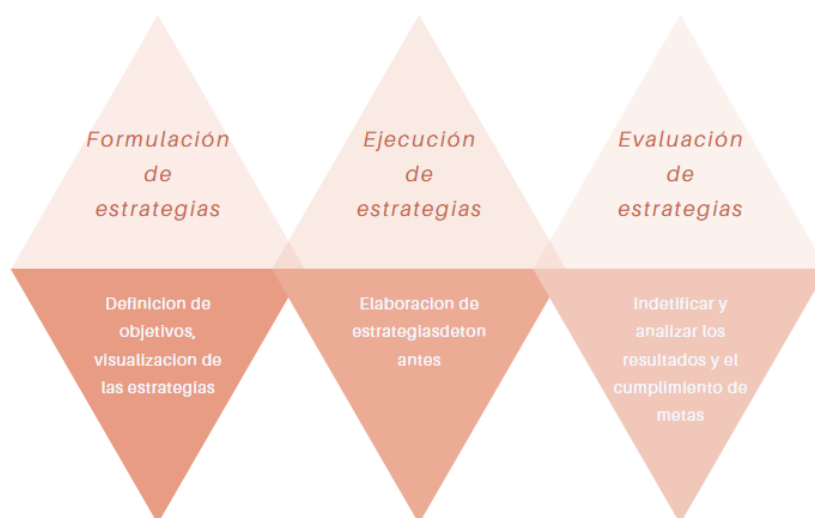 Formulación
de
estrategias
Definicion de
objetivos,
visualizacion de
las estrategias
Ejecución
de
estrategias
Elaboracion de
estrategiasdeton
antes
Evaluación
de
estrategias
Indetificar y
analizar los
resultados y el
cumplimiento de
metas